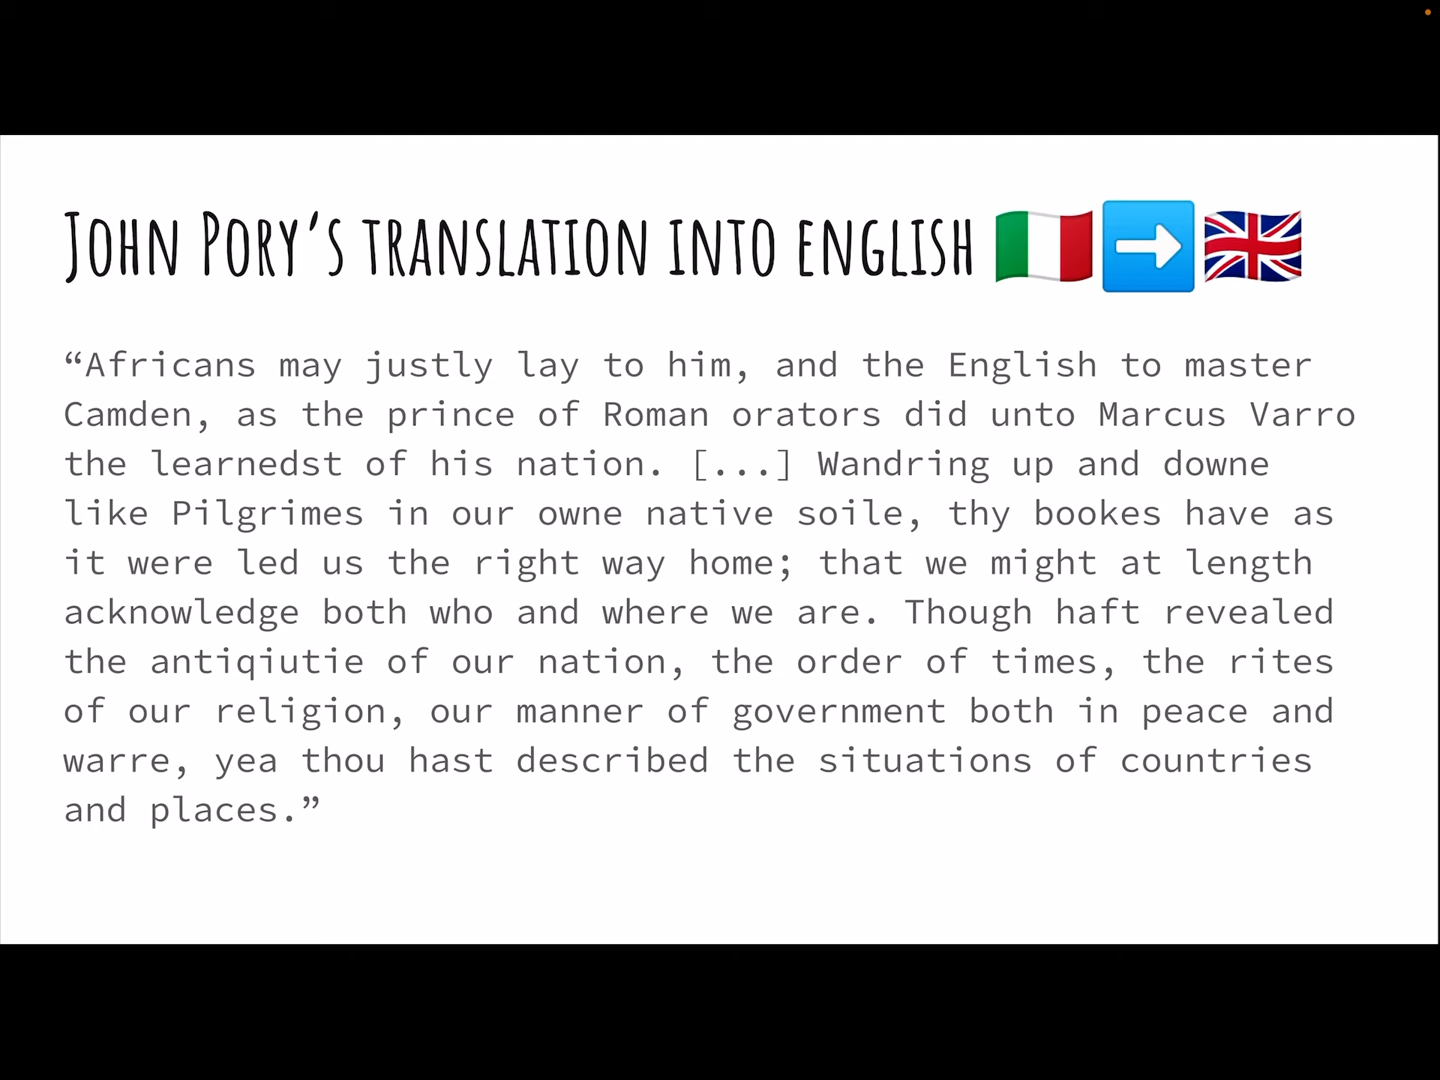 John Pory’s translation into english
“Africans may justly lay to him, and the English to master
Camden, as the prince of Roman orators did unto Marcus Varro
the learnedst of his nation. [...] Wandring up and downe
like Pilgrimes in our owne native soile, thy bookes have as
it were led us the right way home; that we might at length
acknowledge both who and where we are. Though haft revealed
the antiqiutie of our nation, the order of times, the rites
of our religion, our manner of government both in peace and
warre, yea thou hast described the situations of countries
and places.”